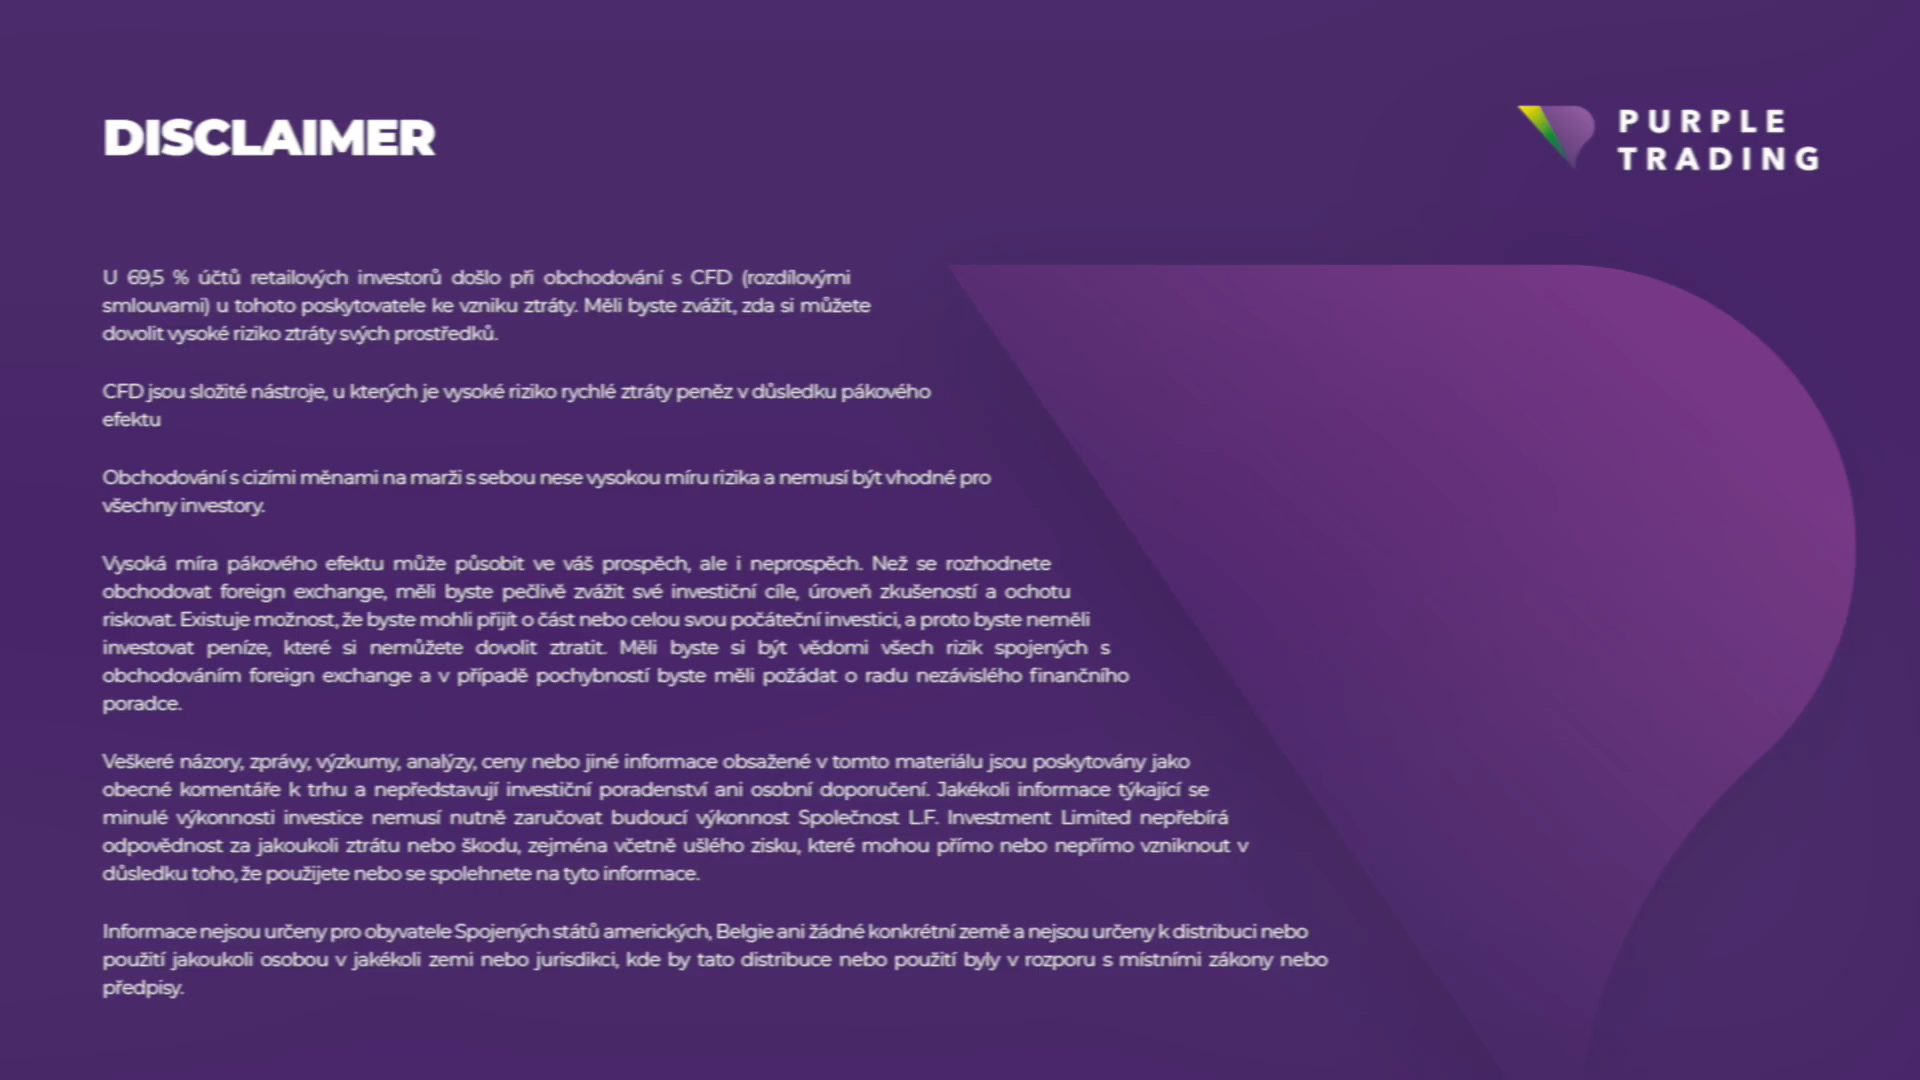 DISCLAIMER
PURPLE
TRADING
U 69,5 % účtů retailových investorů došlo při obchodování s CFD (rozdílovými
smlouvami) u tohoto poskytovatele ke vzniku ztráty. Měli byste zvážit, zda si můžete
dovolit vysoké riziko ztráty svých prostředků.
CFD jsou složité nástroje, u kterých je vysoké riziko rychlé ztráty peněz v důsledku pákového
efektu
Obchodování s cizími měnami na marži s sebou nese vysokou míru rizika a nemusí být vhodné pro
všechny investory.
Vysoká míra pákového efektu může působit ve váš prospěch, ale i neprospěch. Než se rozhodnete
obchodovat foreign exchange, měli byste pečlivě zvážit své investiční cíle, úroveň zkušeností a ochotu
riskovat. Existuje možnost, že byste mohli přijít o část nebo celou svou počáteční investici, a proto byste neměli
investovat peníze, které si nemůžete dovolit ztratit. Měli byste si být vědomi všech rizik spojených s
obchodováním foreign exchange a v případě pochybností byste měli požádat o radu nezávislého finančního
poradce.
Veškeré názory, zprávy, výzkumy, analýzy, ceny nebo jiné informace obsažené v tomto materiálu jsou poskytovány jako
obecné komentáře k trhu a nepředstavují investiční poradenství ani osobní doporučení. Jakékoli informace týkající se
minulé výkonnosti investice nemusí nutně zaručovat budoucí výkonnost Společnost L.F. Investment Limited nepřebírá
odpovědnost za jakoukoli ztrátu nebo škodu, zejména včetně ušlého zisku, které mohou přímo nebo nepřímo vzniknout v
důsledku toho, že použijete nebo se spolehnete na tyto informace.
Informace nejsou určeny pro obyvatele Spojených států amerických, Belgie ani žádné konkrétní země a nejsou určeny k distribuci nebo
použití jakoukoli osobou v jakékoli zemi nebo jurisdikci, kde by tato distribuce nebo použití byly v rozporu s místními zákony nebo
předpisy.